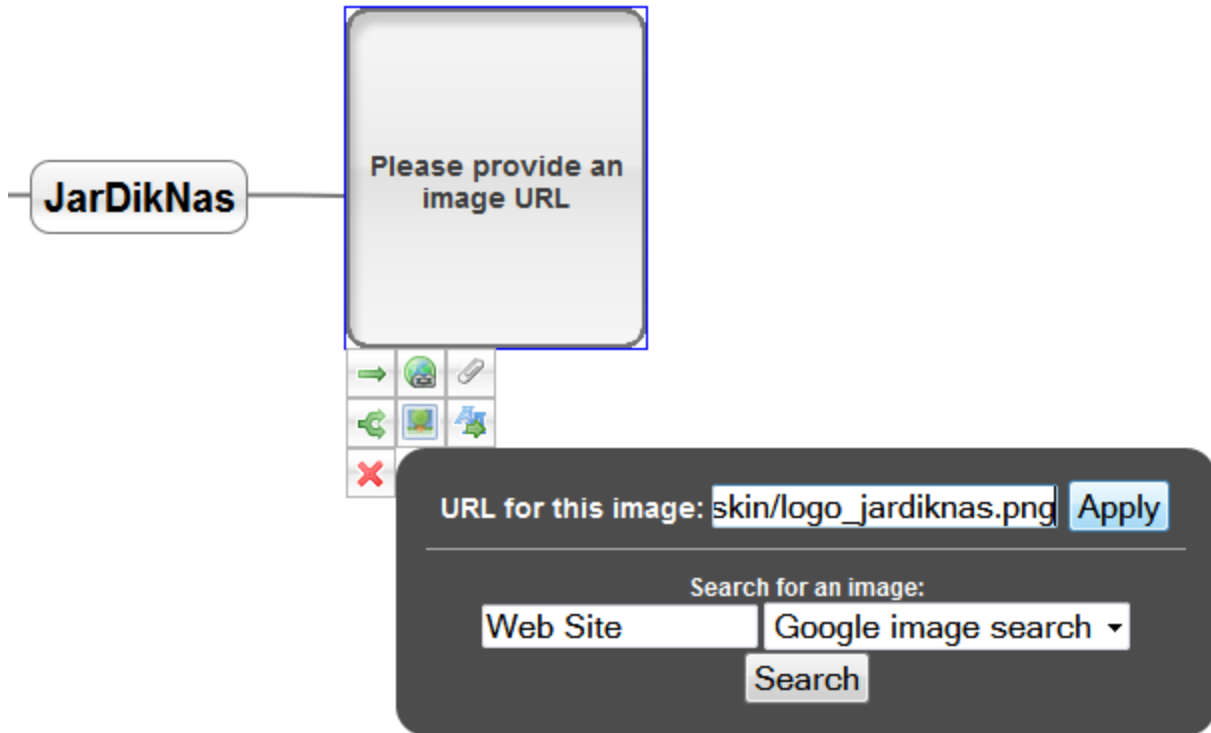 JarDikNas
Please provide an
image URL
URL for this image: skin/logo_jardiknas.png Apply
Search for an image:
Web Site Google image search
Search